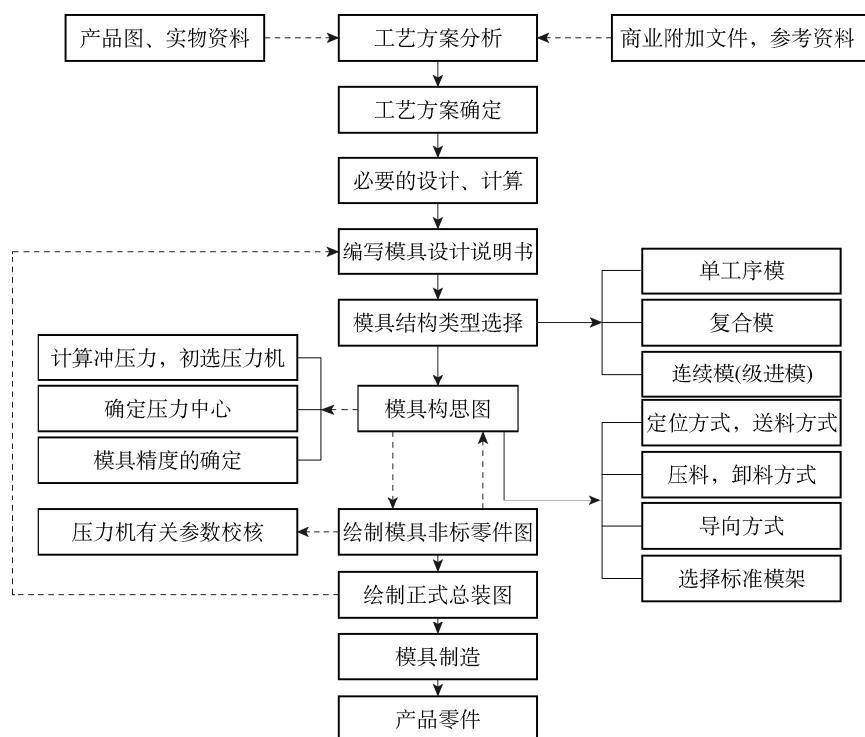 产品图、实物资料
工艺方案分析
商业附加文件，参考资料
工艺方案确定
必要的设计、计算
编写模具设计说明书
单工序模
模具结构类型选择
复合模
计算冲压力，初选压力机
连续模(级进模)
确定压力中心
模具构思图
定位方式，送料方式
模具精度的确定
压料，卸料方式
压力机有关参数校核
绘制模具非标零件图
导向方式
绘制正式总装图
选择标准模架
模具制造
产品零件